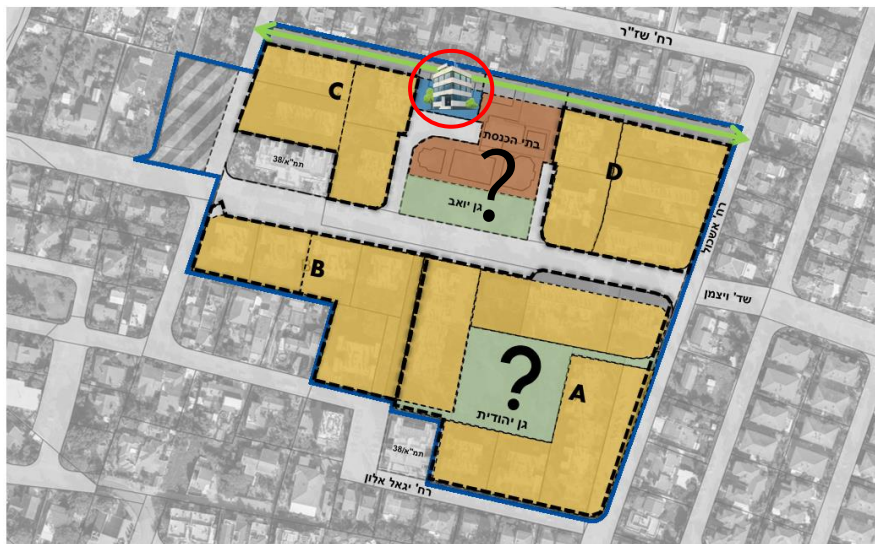 רח' שז"ר
C
בתי הכנסת
תמ"א/38
D
?
גן יואב
רח' אשכול
B
שד' ויצמן
?
A
גן יהודית
תמ"א/38
רח' יגאל אלון